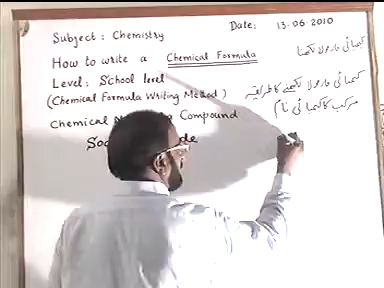 Subject : Chemistry
Date: 13-06-2010
How to write a Chemical Formula
کیمیائی فارمولا لکھنا
Level: School level
(Chemical Formula Writing Method)
کیمیائی فارمولا لکھنے کا طریقہ
Chemical Compound
مرکب کا کیمیائی نام